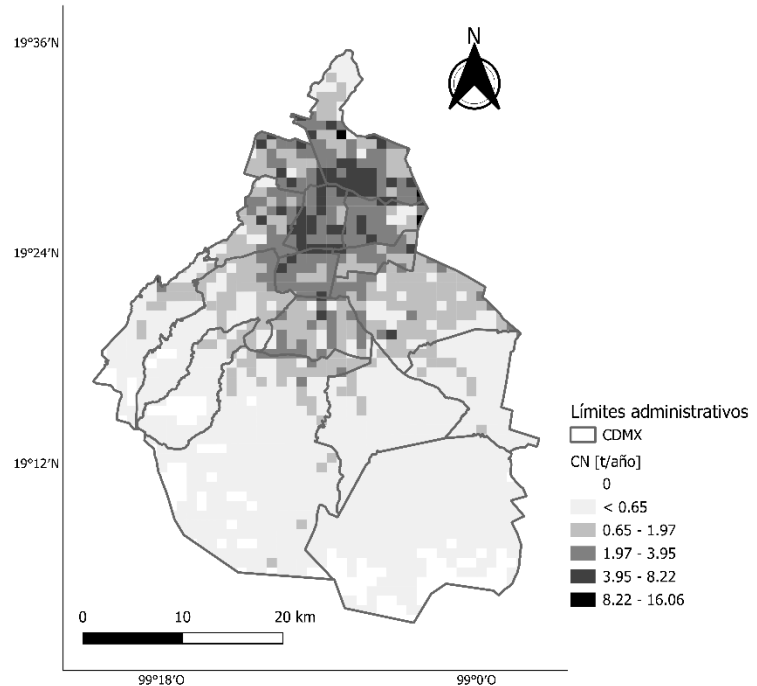 N
19°36′N
19°24′N
19°12′N
99°18′O
99°0′O
0 10 20 km
Límites administrativos
CDMX
CN [t/año]
0
< 0.65
0.65 - 1.97
1.97 - 3.95
3.95 - 8.22
8.22 - 16.06